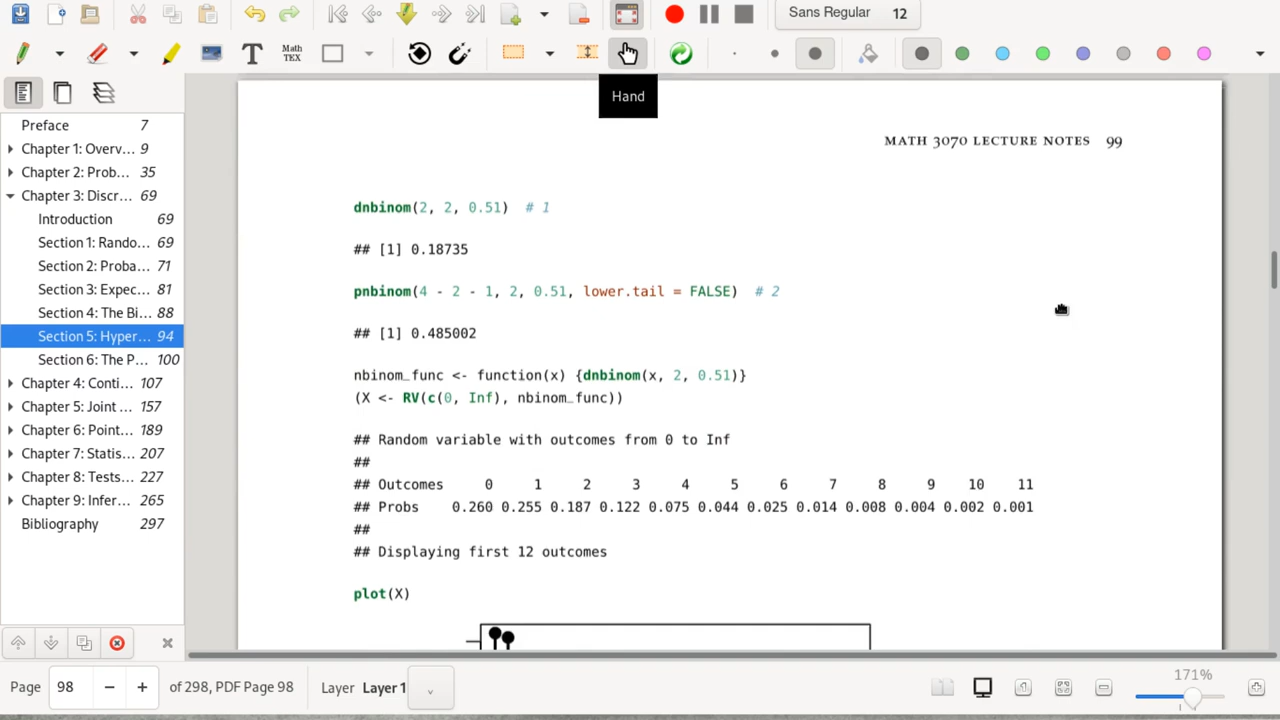 Sans Regular 12
Math
TEX
Hand
Preface 7
Chapter 1: Overv... 9
Chapter 2: Prob... 35
Chapter 3: Discr... 69
Introduction 69
Section 1: Rando... 69
Section 2: Proba... 71
Section 3: Expec... 81
Section 4: The Bi... 88
Section 5: Hyper... 94
Section 6: The P... 100
Chapter 4: Conti... 107
Chapter 5: Joint ... 157
Chapter 6: Point... 189
Chapter 7: Statis... 207
Chapter 8: Tests... 227
Chapter 9: Infer... 265
Bibliography 297
MATH 3070 LECTURE NOTES 99
dnbinom(2, 2, 0.51) # 1
## [1] 0.18735
pnbinom(4 - 2 - 1, 2, 0.51, lower.tail = FALSE) # 2
## [1] 0.485002
nbinom_func <- function(x) {dnbinom(x, 2, 0.51)}
(X <- RV(c(0, Inf), nbinom_func))
## Random variable with outcomes from 0 to Inf
##
## Outcomes 0 1 2 3 4 5 6 7 8 9 10 11
## Probs 0.260 0.255 0.187 0.122 0.075 0.044 0.025 0.014 0.008 0.004 0.002 0.001
##
## Displaying first 12 outcomes
plot(X)
Page 98 of 298, PDF Page 98 Layer Layer 1
171%